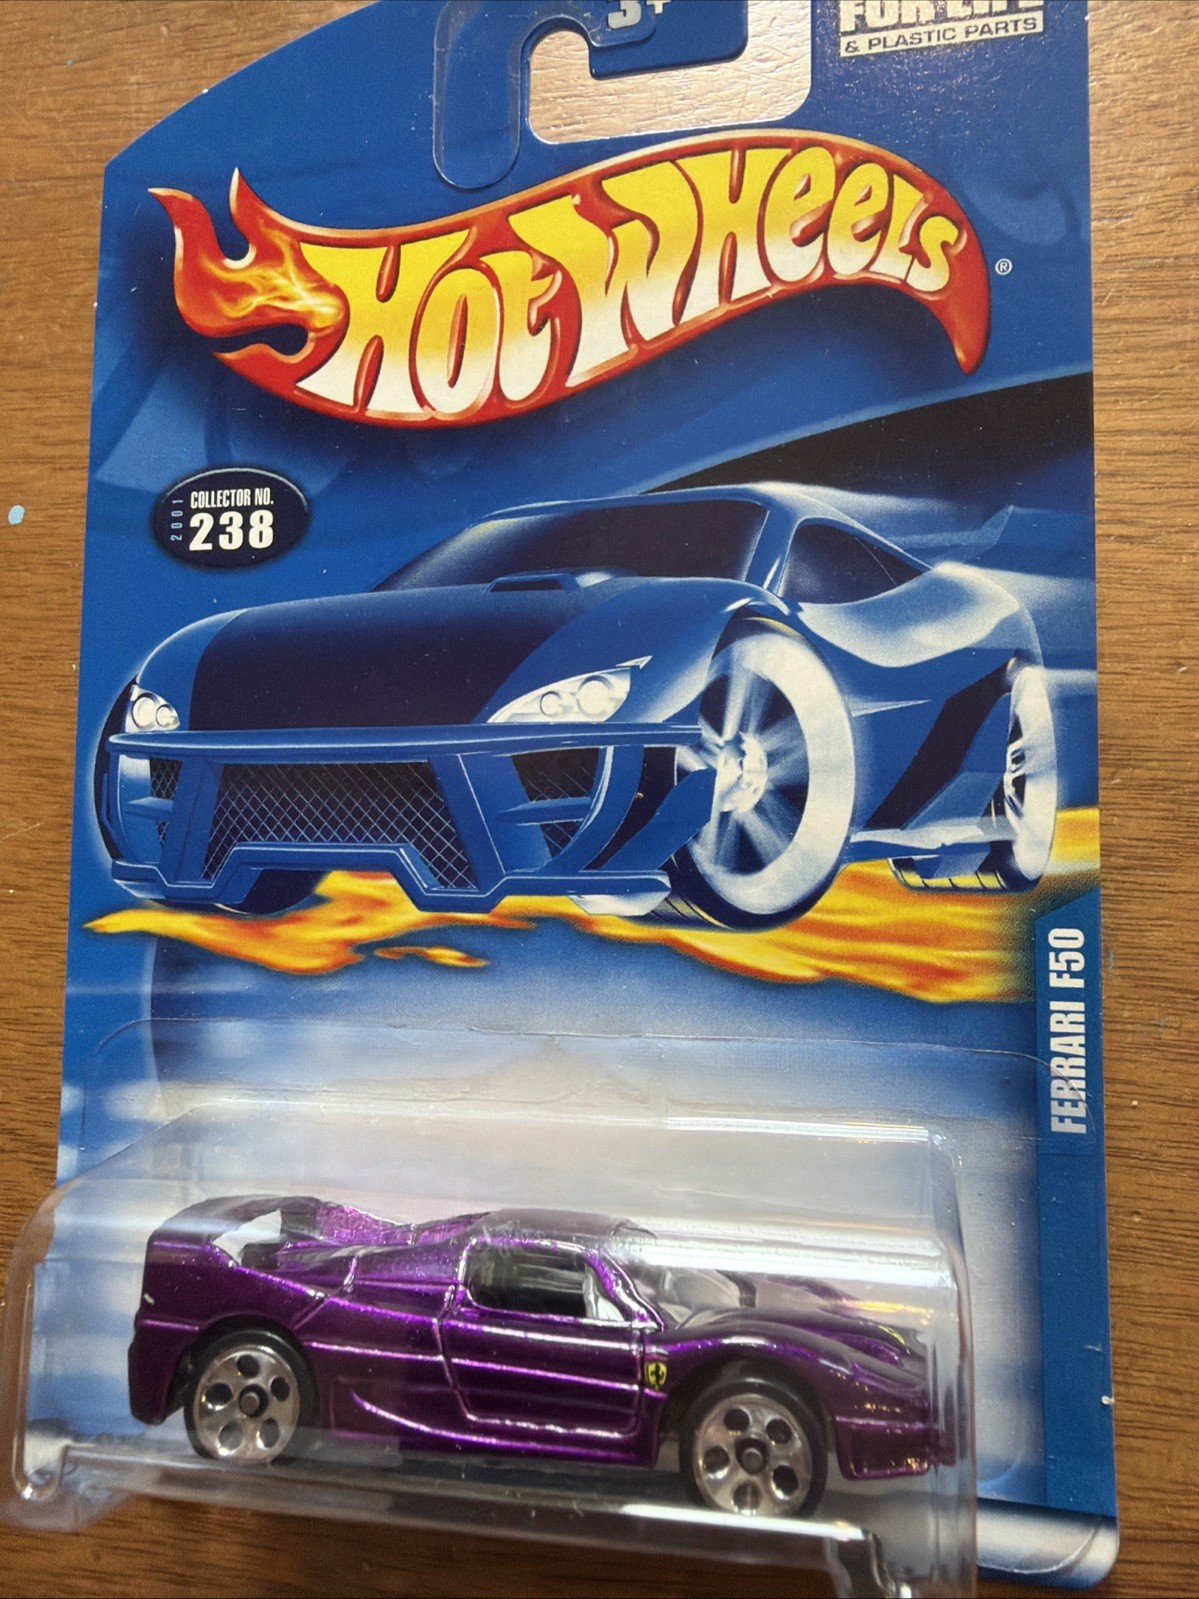 3+
FOR LIFE
& PLASTIC PARTS
HOT WHEELS
®
2001
COLLECTOR NO.
238
FERRARI F50